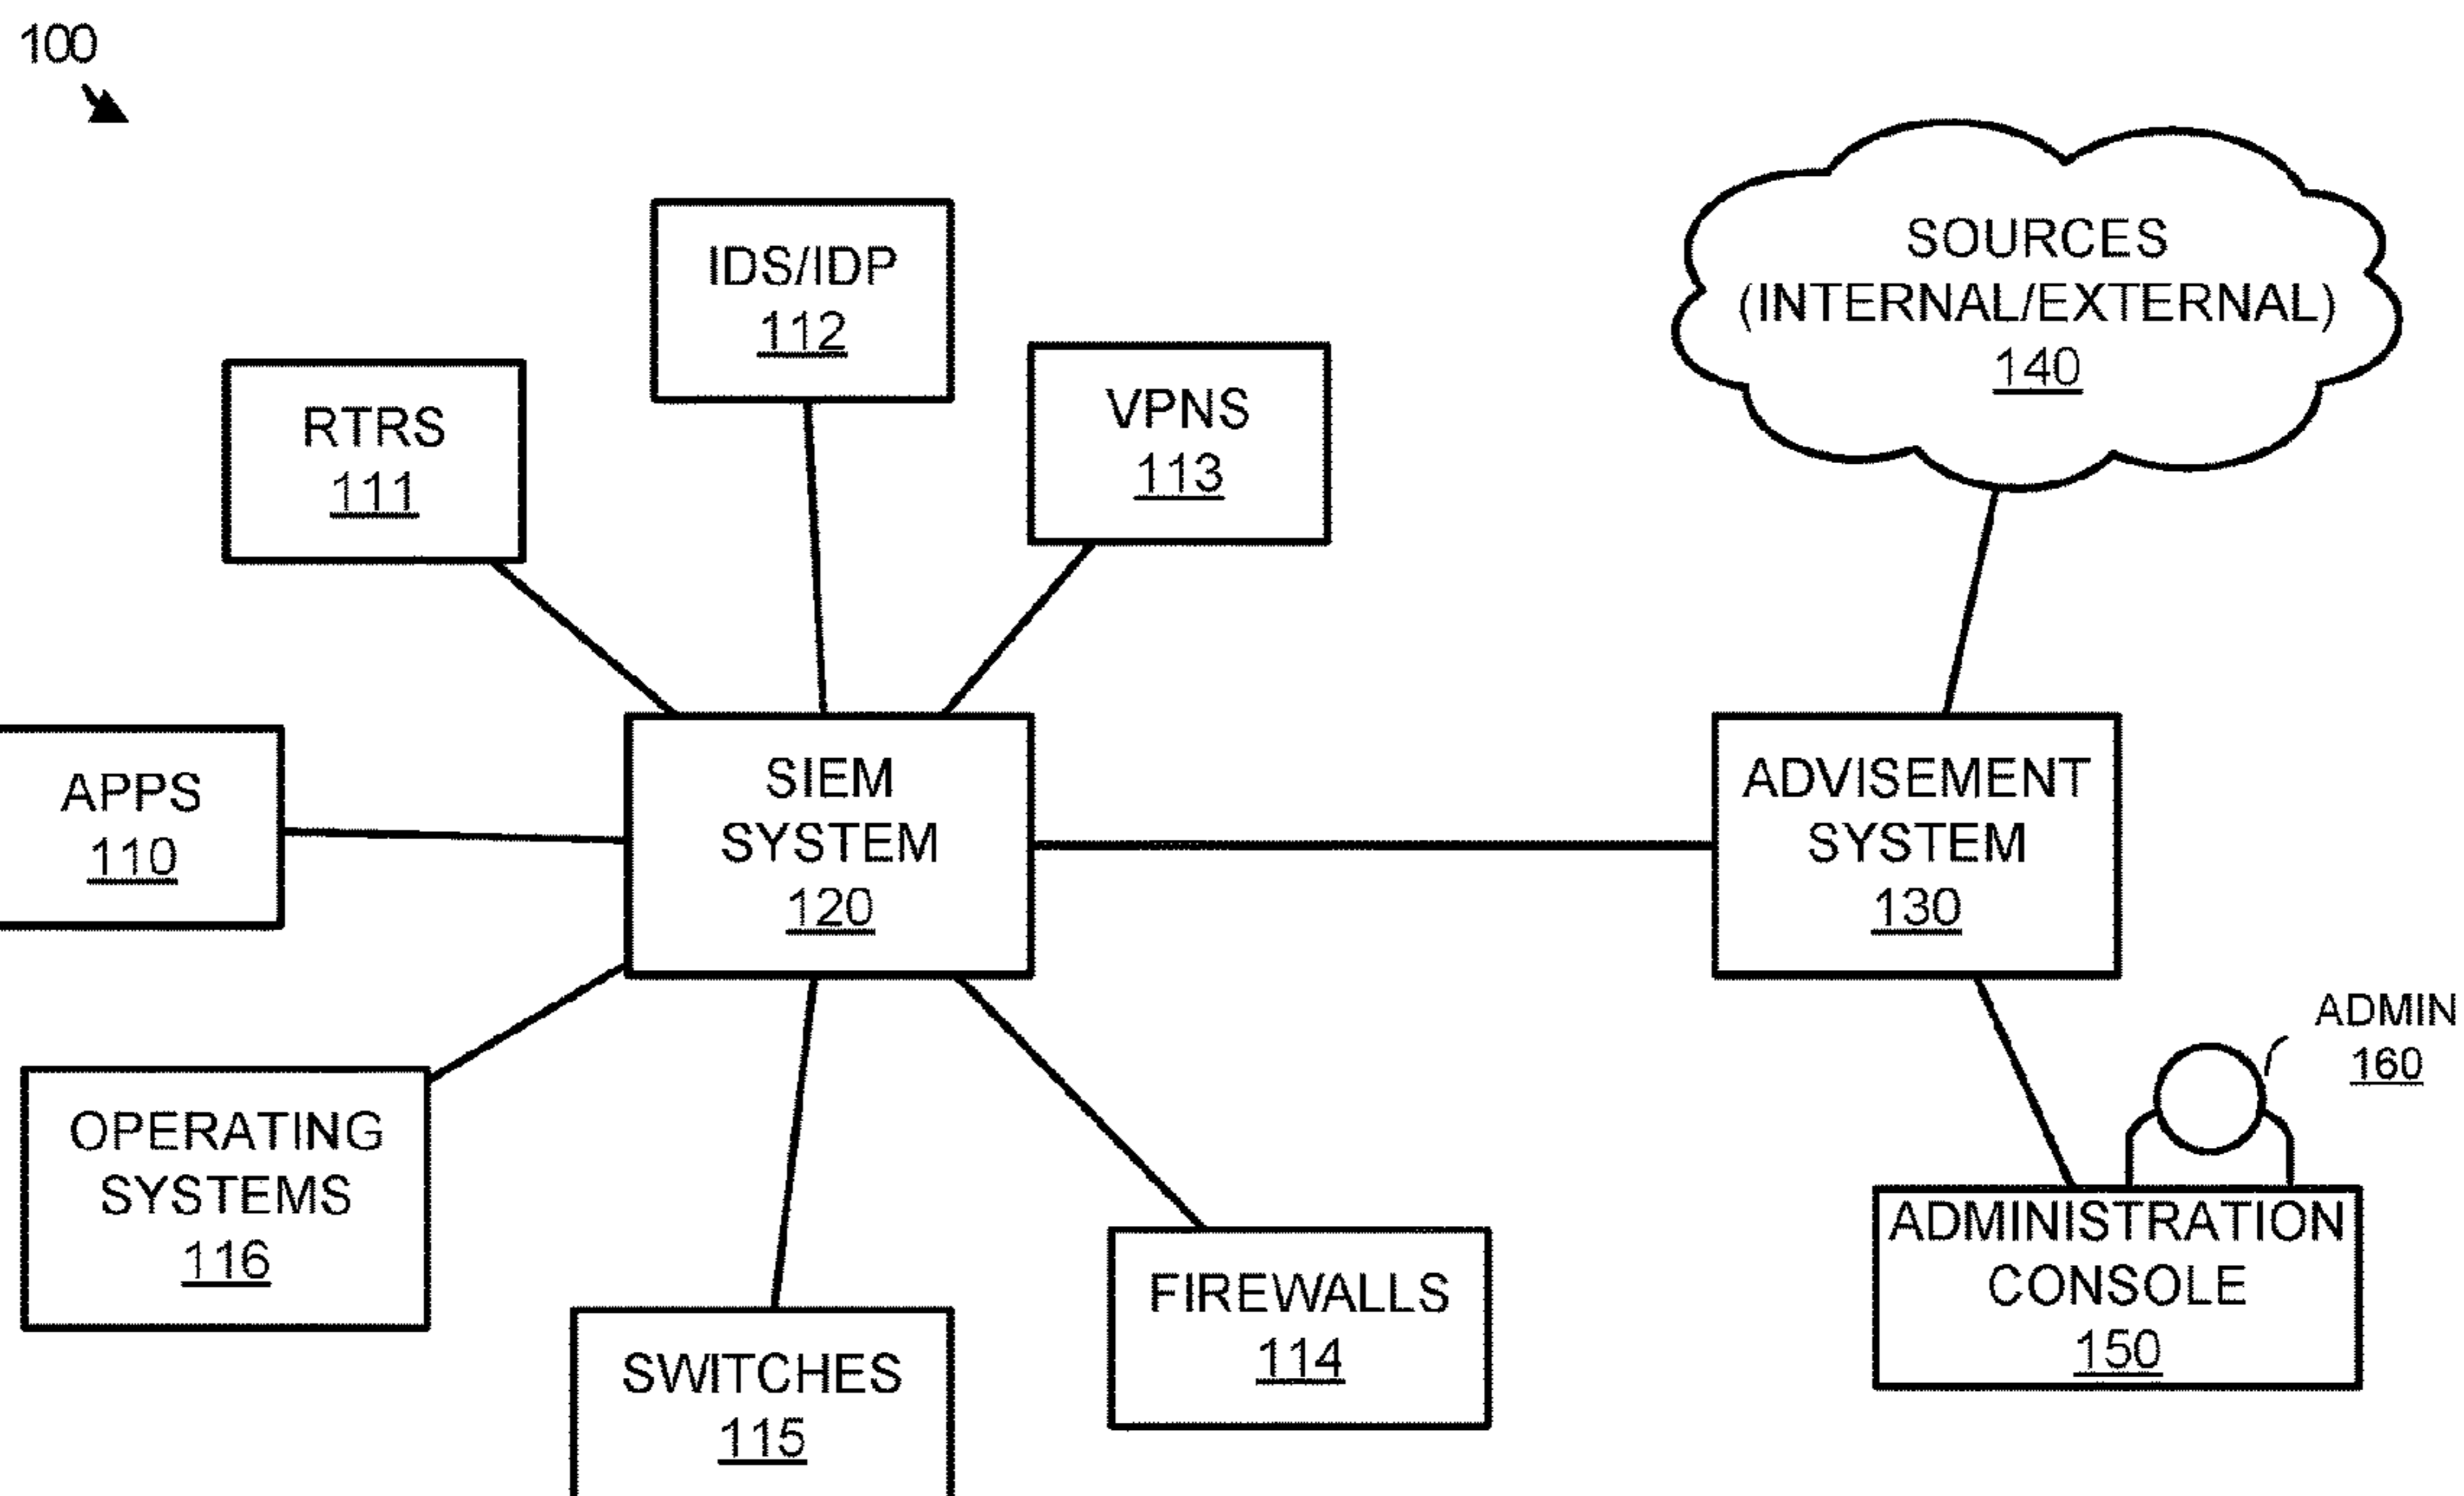 100
IDS/IDP
112
SOURCES
(INTERNAL/EXTERNAL)
140
RTRS
111
VPNS
113
APPS
110
SIEM
SYSTEM
120
ADVISEMENT
SYSTEM
130
ADMIN
160
OPERATING
SYSTEMS
116
SWITCHES
115
FIREWALLS
114
ADMINISTRATION
CONSOLE
150